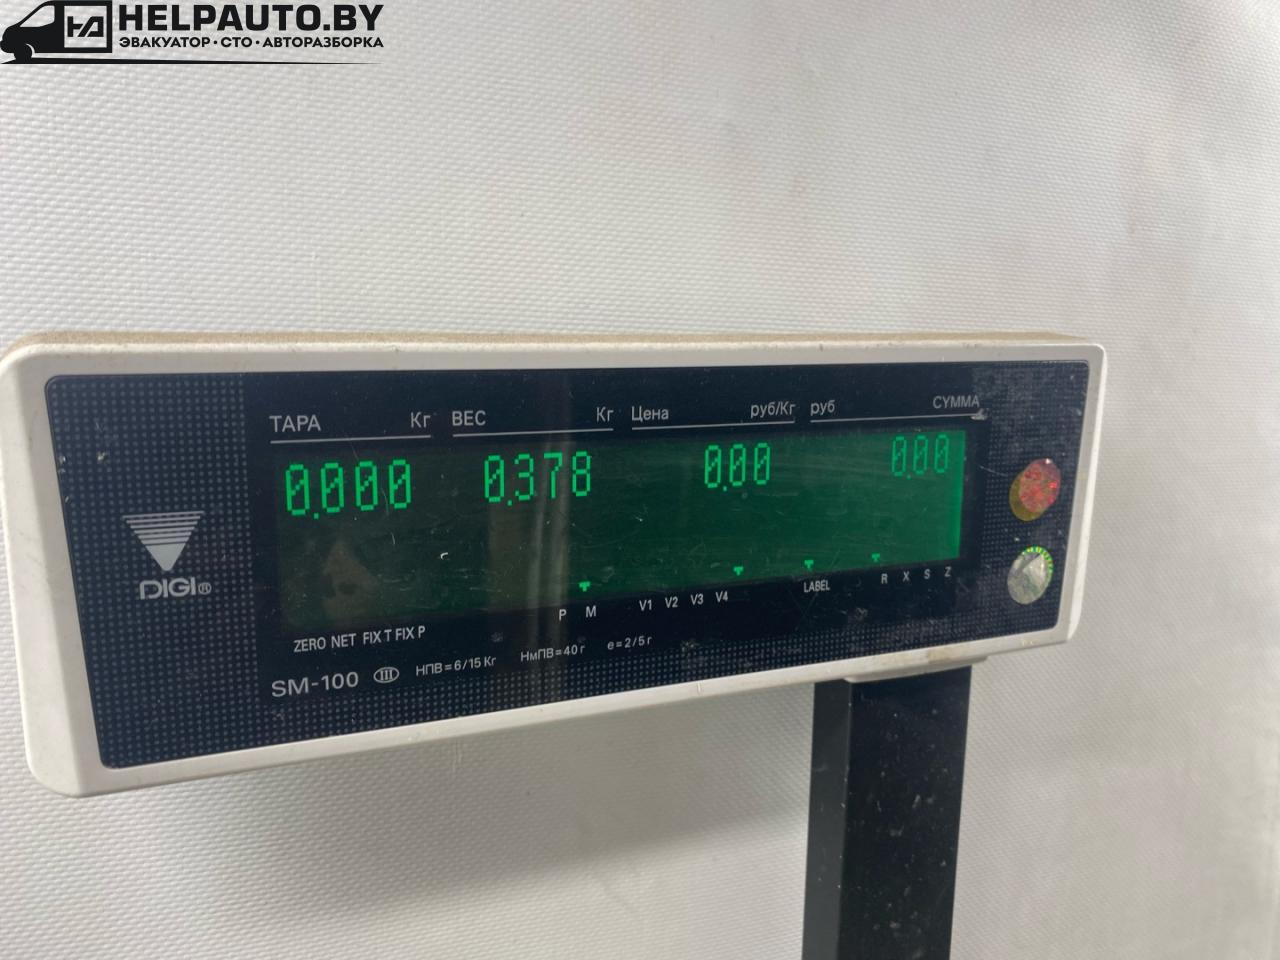 HELPAUTO.BY
ЭВАКУАТОР·СТО·АВТОРАЗБОРКА
ТАРА Кг ВЕС Кг Цена руб/Кг руб СУММА
0.000 0.378 0.00 0.00
DIGI®
P M V1 V2 V3 V4 LABEL R X S Z
ZERO NET FIX T FIX P
SM-100 III НПВ=6/15 Кг НмПВ=40 г e=2/5 г